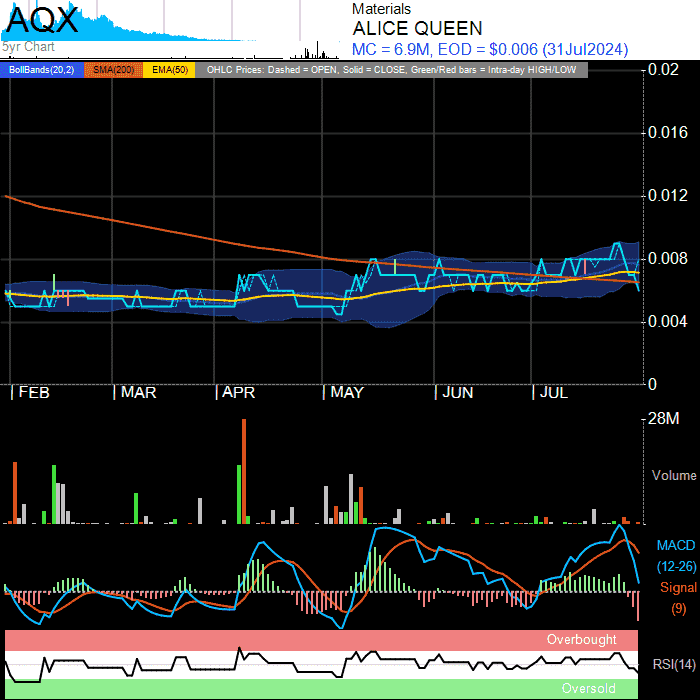 AQX
5yr Chart
Materials
ALICE QUEEN
MC = 6.9M, EOD = $0.006 (31Jul2024)
BollBands(20,2) SMA(200) EMA(50) OHLC Prices: Dashed = OPEN, Solid = CLOSE, Green/Red bars = Intra-day HIGH/LOW
0.02
0.016
0.012
0.008
0.004
0
FEB MAR APR MAY JUN JUL
28M
Volume
MACD
(12-26)
Signal
(9)
Overbought
RSI(14)
Oversold